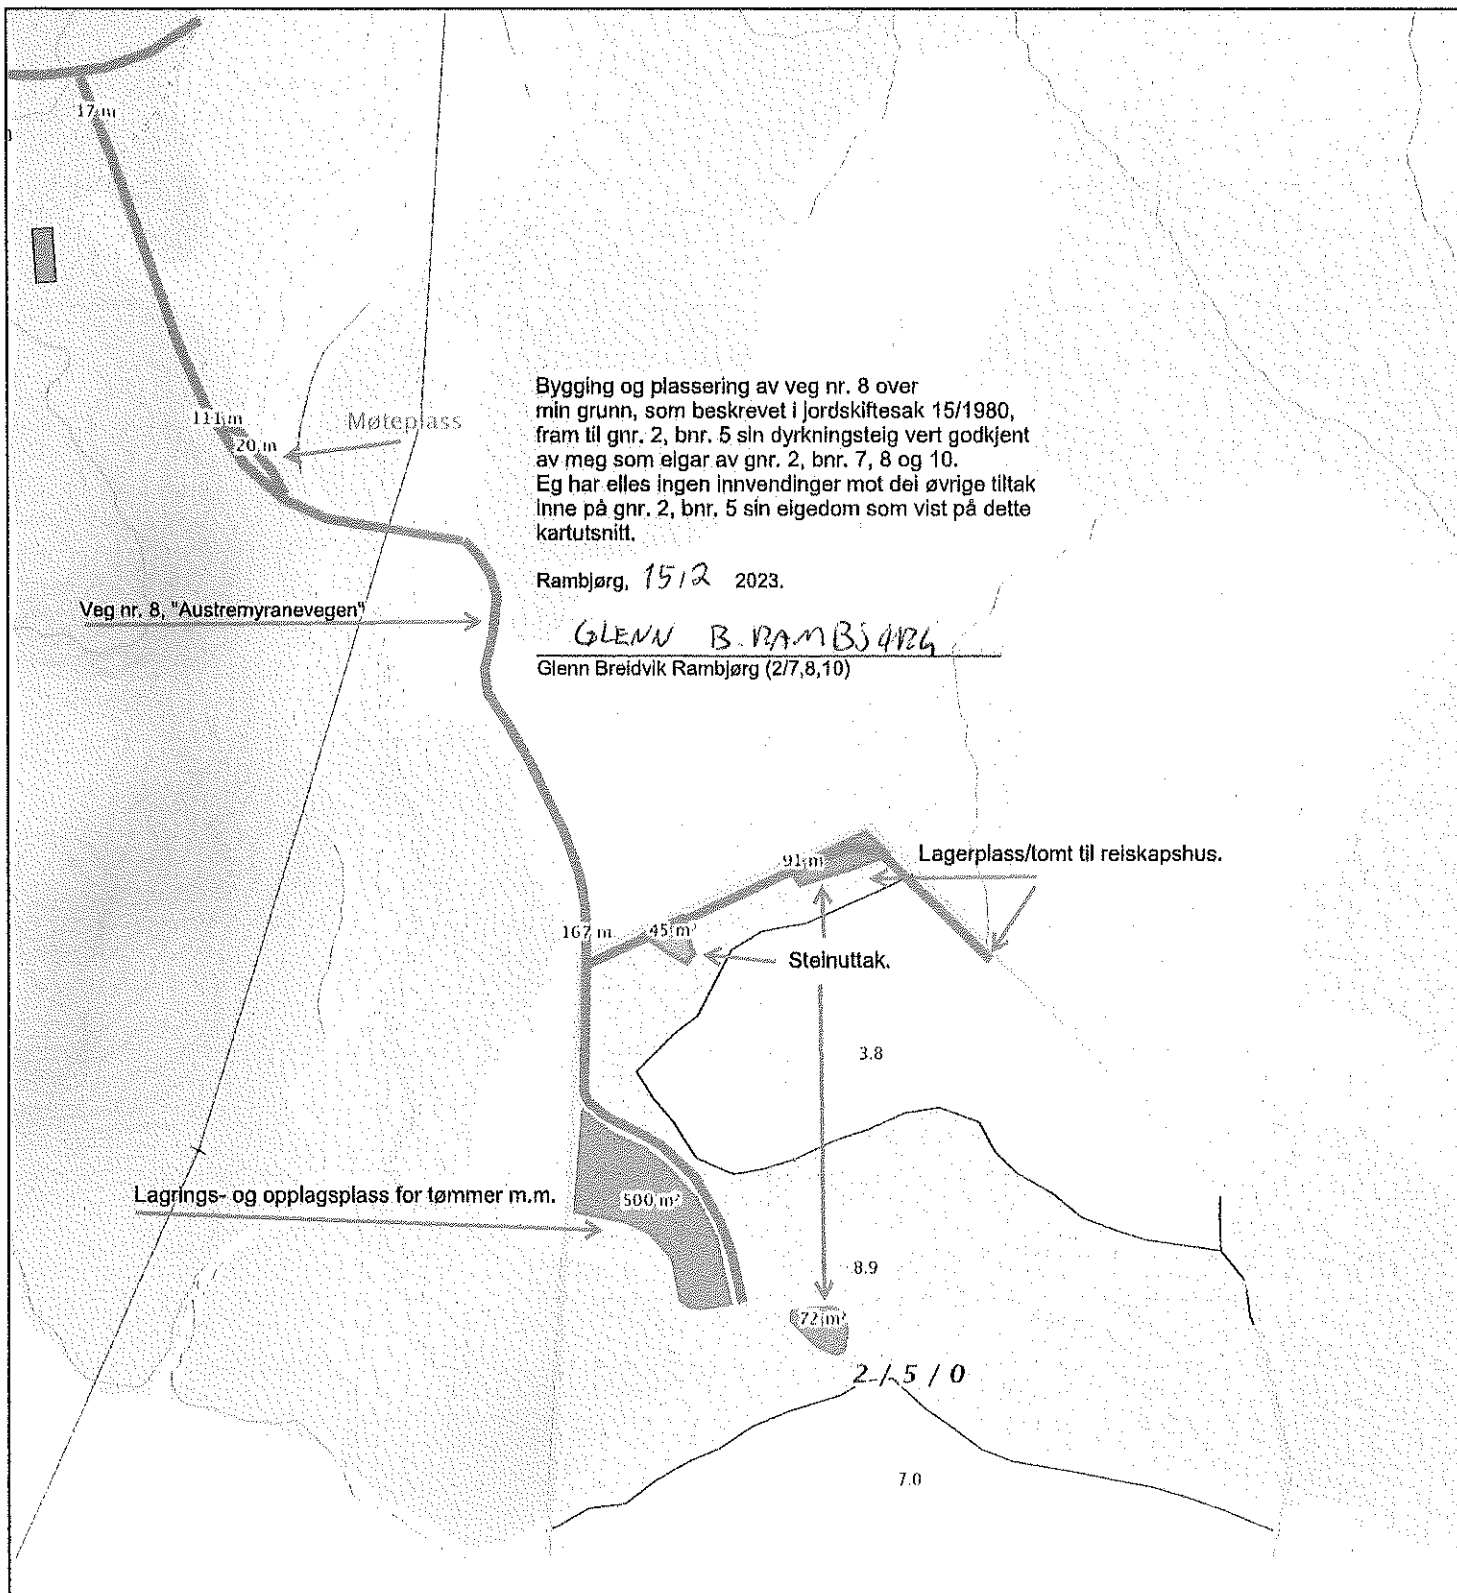 17 m
111 m
20 m
Møteplass
Bygging og plassering av veg nr. 8 over
min grunn, som beskrevet i jordskiftesak 15/1980,
fram til gnr. 2, bnr. 5 sin dyrkningsteig vert godkjent
av meg som eigar av gnr. 2, bnr. 7, 8 og 10.
Eg har elles ingen innvendinger mot dei øvrige tiltak
inne på gnr. 2, bnr. 5 sin eigedom som vist på dette
kartutsnitt.
Rambjørg, 15/2 2023.
GLENN B. RAMBJØRG
Glenn Breidvik Rambjørg (2/7,8,10)
Veg nr. 8, "Austremyranevegen"
91 m
Lagerplass/tomt til reiskapshus.
167 m
45 m²
Steinuttak.
3.8
Lagrings- og opplagsplass for tømmer m.m.
500 m²
8.9
72 m²
2 / 5 / 0
7.0